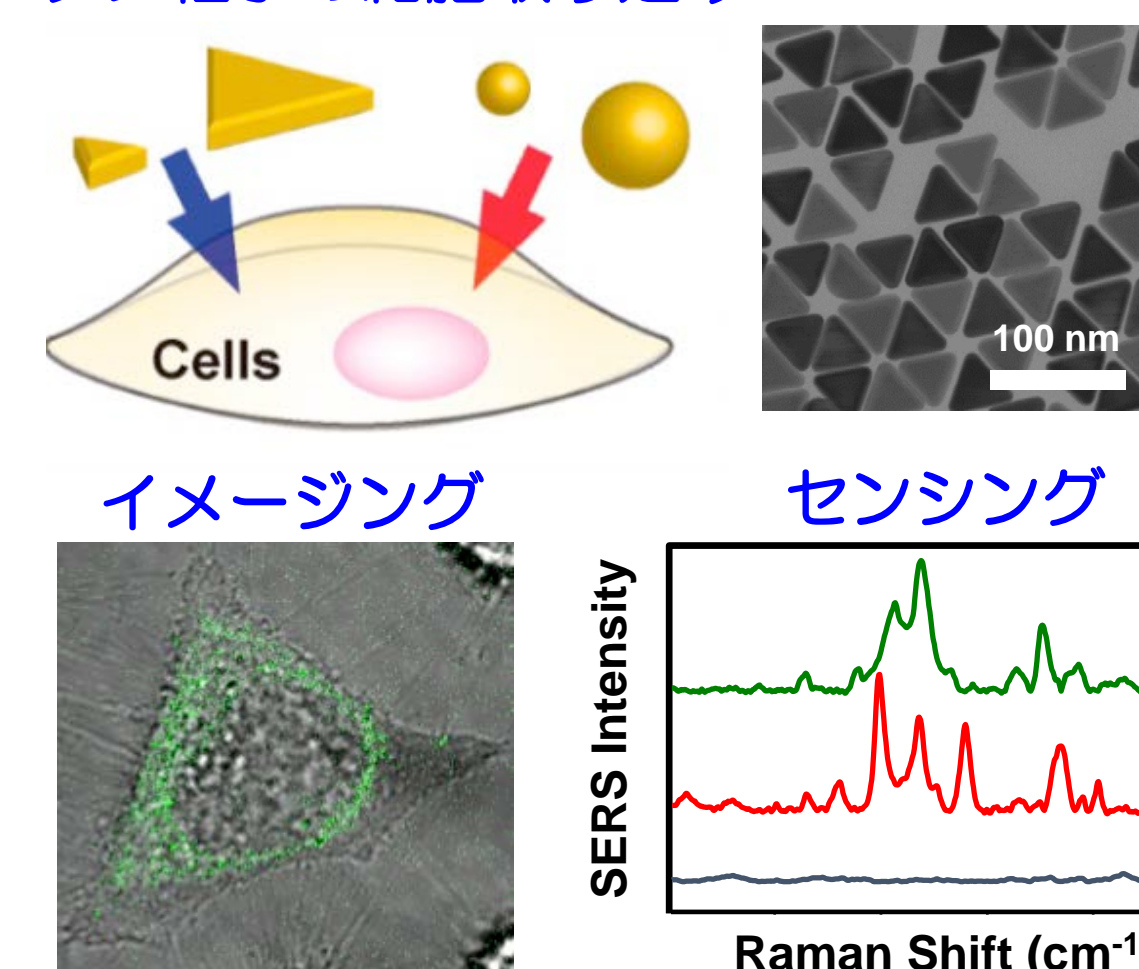 Cells
100 nm
イメージング
センシング
SERS Intensity
Raman Shift (cm-1